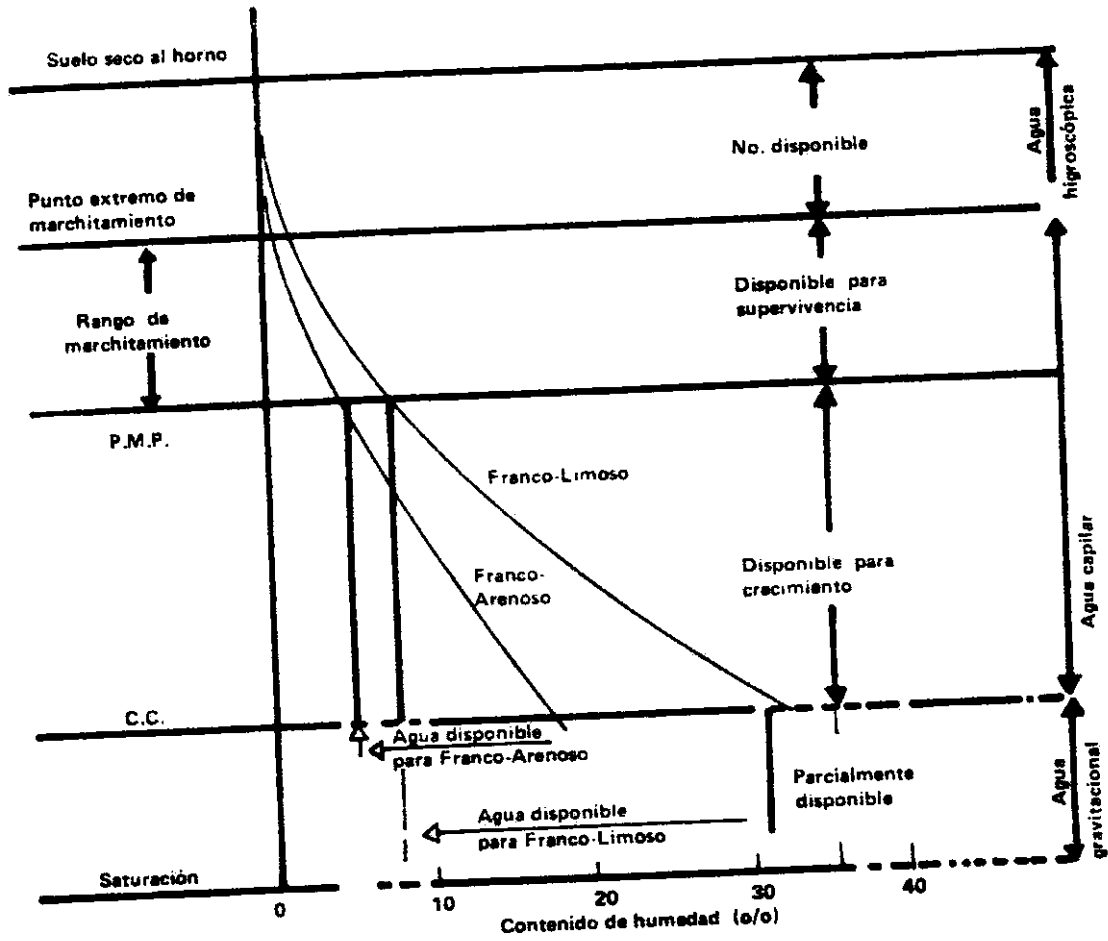 Suelo seco al horno
No. disponible
Agua
higroscópica
Punto extremo de
marchitamiento
Disponible para
supervivencia
Rango de
marchitamiento
P.M.P.
Franco-Limoso
Franco-
Arenoso
Disponible para
crecimiento
Agua capilar
C.C.
Agua disponible
para Franco-Arenoso
Parcialmente
disponible
Agua
gravitacional
Agua disponible
para Franco-Limoso
Saturación
0 10 20 30 40
Contenido de humedad (o/o)